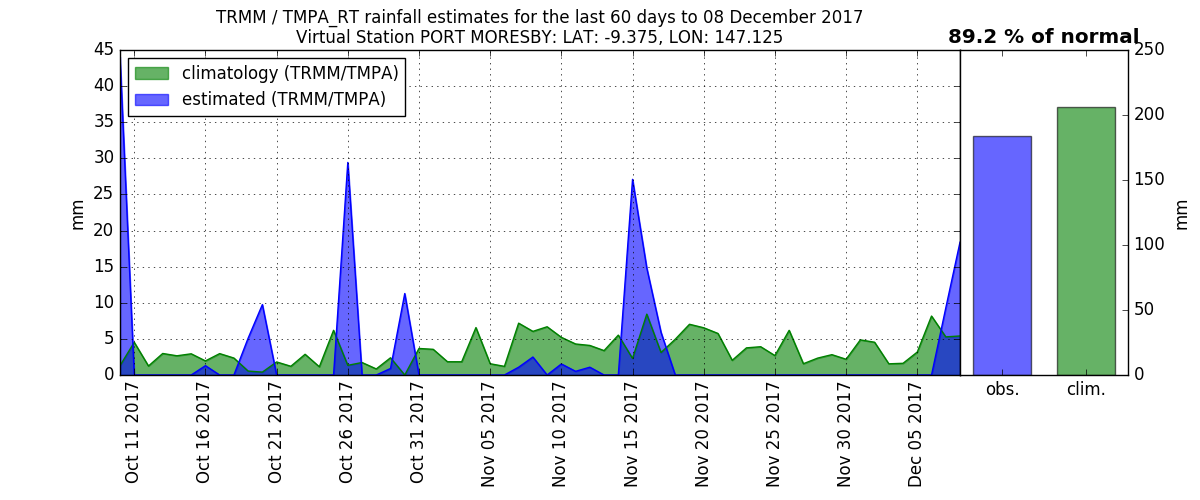 TRMM / TMPA_RT rainfall estimates for the last 60 days to 08 December 2017
Virtual Station PORT MORESBY: LAT: -9.375, LON: 147.125
89.2 % of normal
climatology (TRMM/TMPA)
estimated (TRMM/TMPA)
45
40
35
30
25
20
15
10
5
0
mm
250
200
150
100
50
0
mm
obs.
clim.
Oct 11 2017
Oct 16 2017
Oct 21 2017
Oct 26 2017
Oct 31 2017
Nov 05 2017
Nov 10 2017
Nov 15 2017
Nov 20 2017
Nov 25 2017
Nov 30 2017
Dec 05 2017